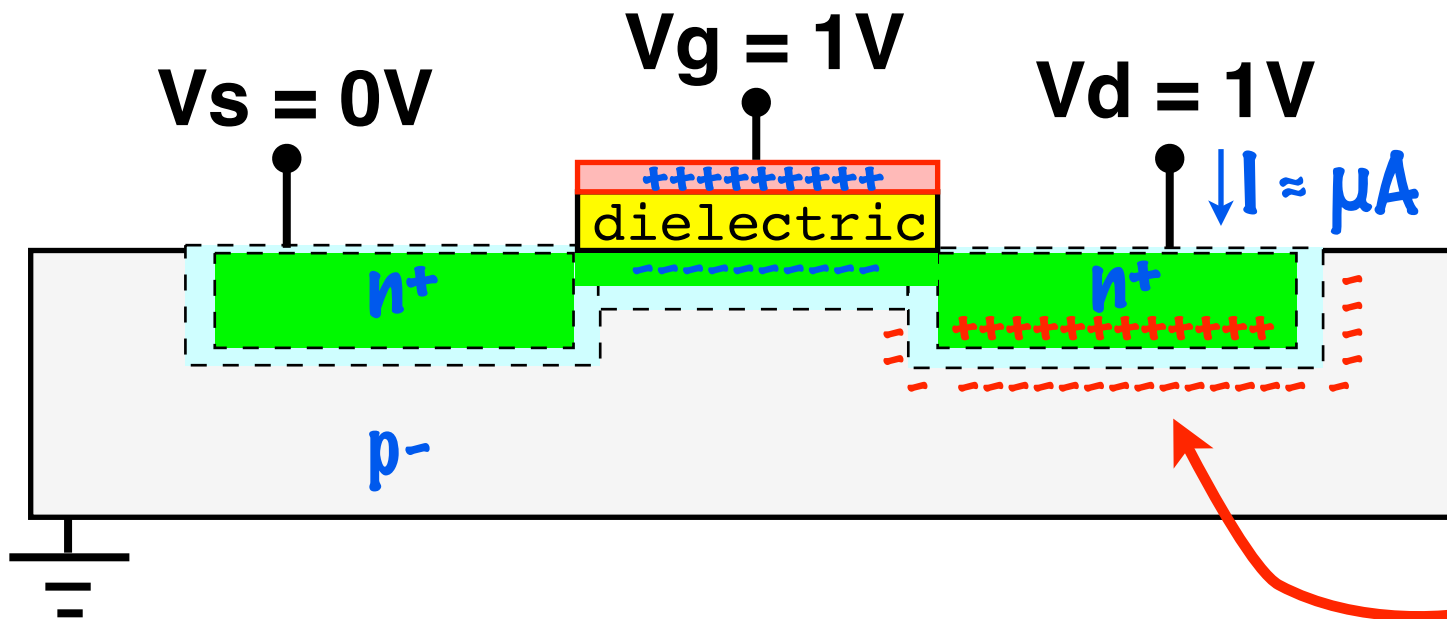 Vg = 1V
Vs = 0V
Vd = 1V
+++++++++
↓I ≈ µA
dielectric
---------
n+
n+
++++++++++++
- - - -
- -
- -------------- -
p-